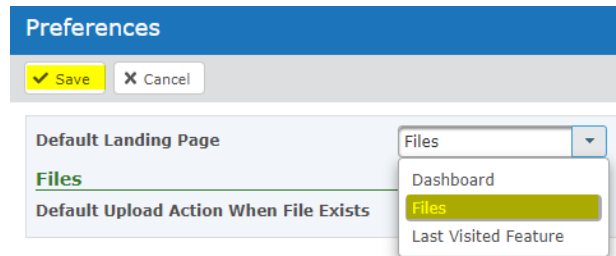 Preferences
Save Cancel
Default Landing Page Files
Dashboard
Files
Files
Default Upload Action When File Exists
Last Visited Feature